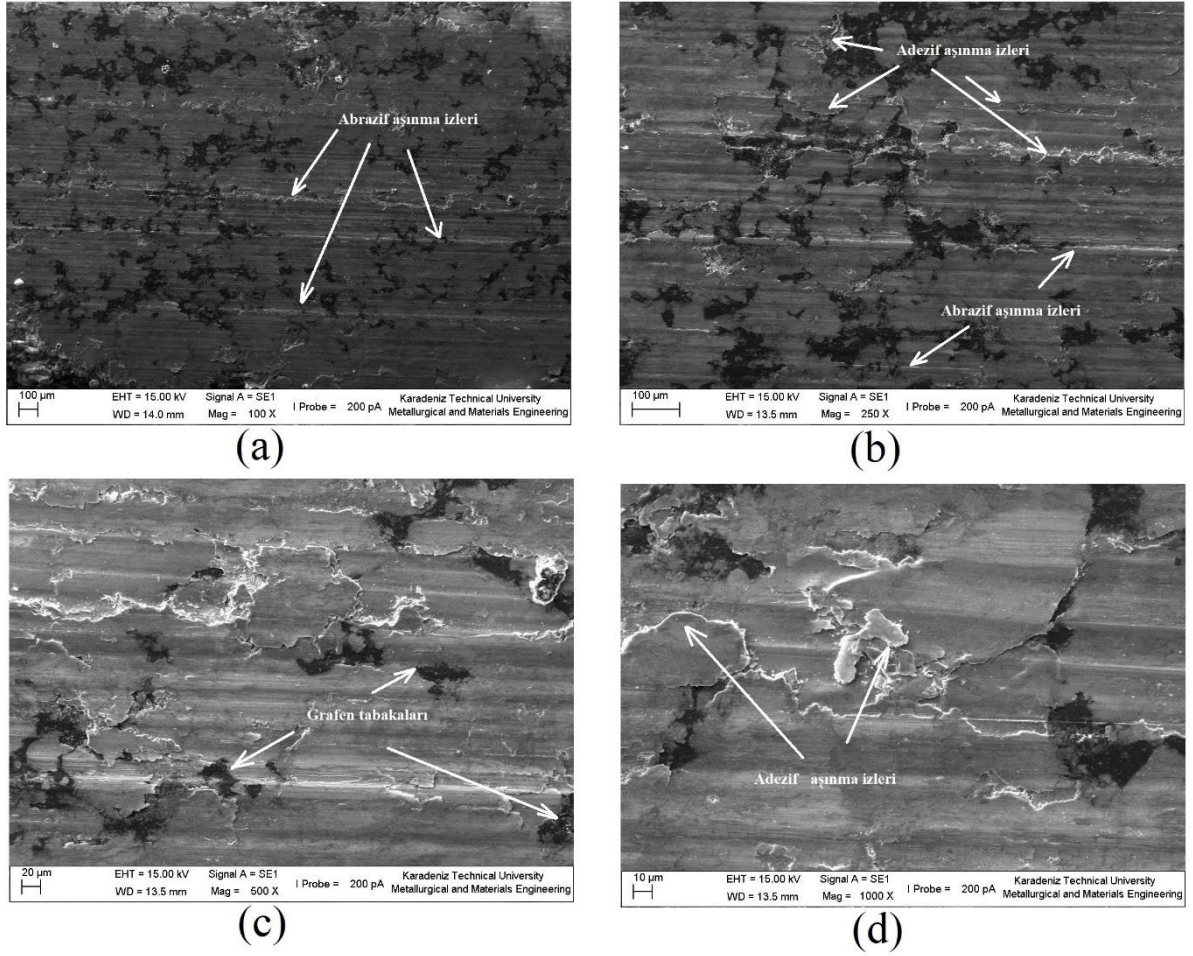 Abrazif aşınma izleri
100 µm
EHT = 15.00 kV
Signal A = SE1
WD = 14.0 mm
Mag = 100 X
I Probe = 200 pA
Karadeniz Technical University
Metallurgical and Materials Engineering
(a)
Adezif aşınma izleri
Abrazif aşınma izleri
100 µm
EHT = 15.00 kV
Signal A = SE1
WD = 13.5 mm
Mag = 250 X
I Probe = 200 pA
Karadeniz Technical University
Metallurgical and Materials Engineering
(b)
Grafen tabakaları
20 µm
EHT = 15.00 kV
Signal A = SE1
WD = 13.5 mm
Mag = 500 X
I Probe = 200 pA
Karadeniz Technical University
Metallurgical and Materials Engineering
(c)
Adezif aşınma izleri
10 µm
EHT = 15.00 kV
Signal A = SE1
WD = 13.5 mm
Mag = 1000 X
I Probe = 200 pA
Karadeniz Technical University
Metallurgical and Materials Engineering
(d)